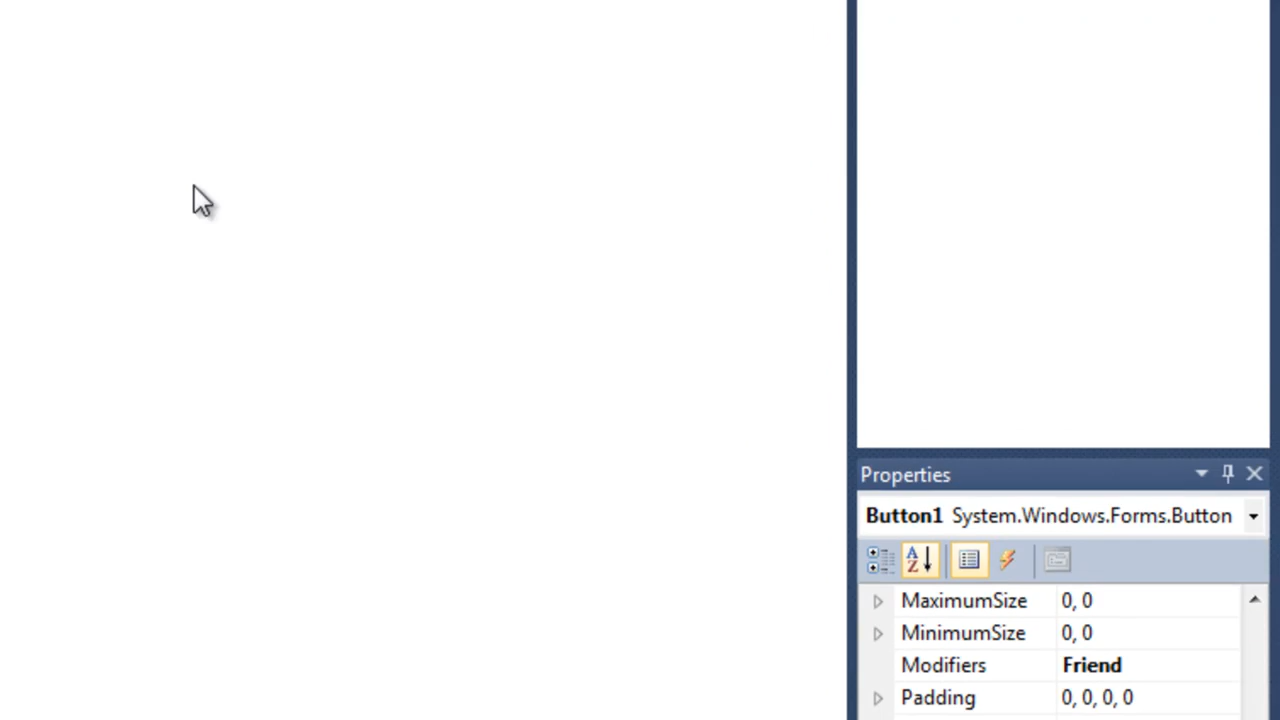 Properties
Button1 System.Windows.Forms.Button
A
Z
MaximumSize 0, 0
MinimumSize 0, 0
Modifiers Friend
Padding 0, 0, 0, 0